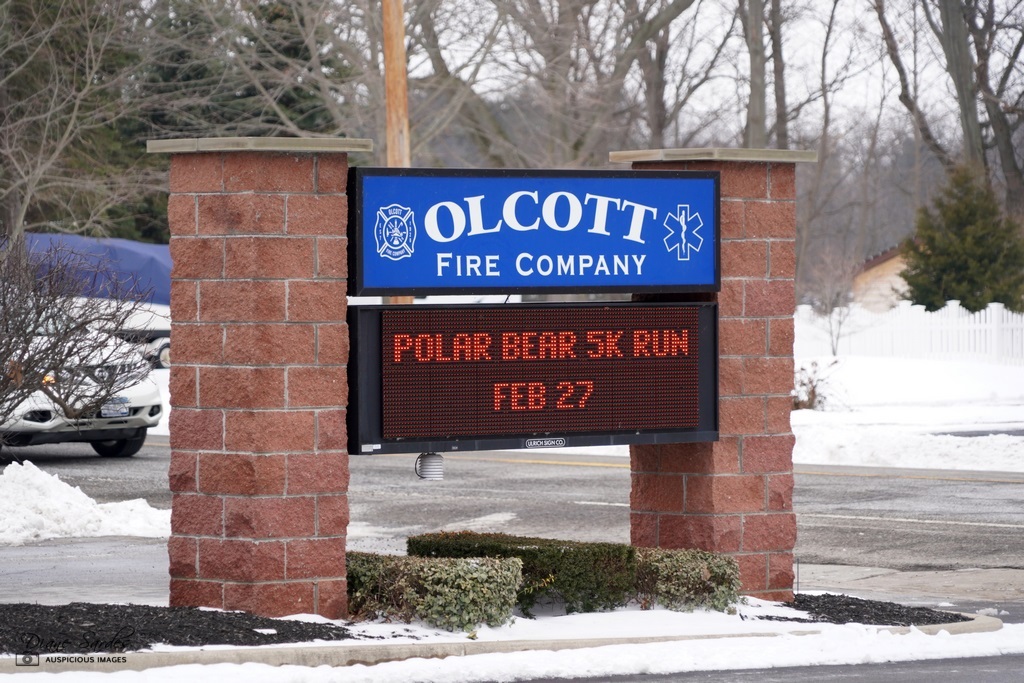 OLCOTT
FIRE COMPANY
POLAR BEAR 5K RUN
FEB 27
ULRICH SIGN CO.
AUSPICIOUS IMAGES